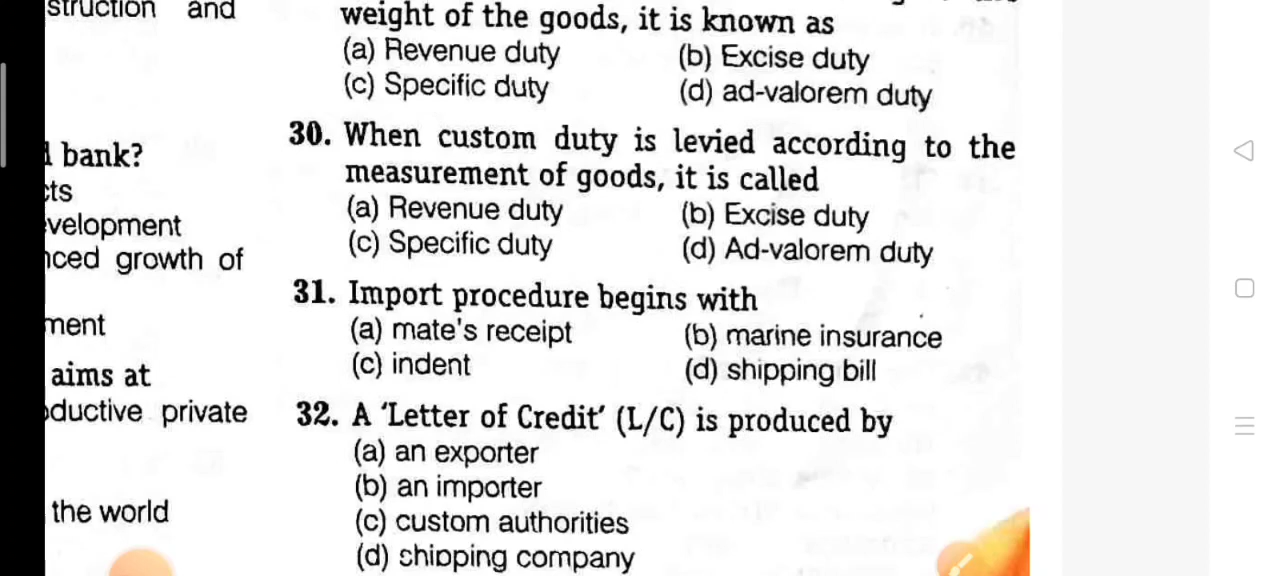 struction and
bank?
cts
velopment
nced growth of
ment
aims at
ductive private
the world
weight of the goods, it is known as
(a) Revenue duty (b) Excise duty
(c) Specific duty (d) ad-valorem duty
30. When custom duty is levied according to the
measurement of goods, it is called
(a) Revenue duty (b) Excise duty
(c) Specific duty (d) Ad-valorem duty
31. Import procedure begins with
(a) mate's receipt (b) marine insurance
(c) indent (d) shipping bill
32. A ‘Letter of Credit’ (L/C) is produced by
(a) an exporter
(b) an importer
(c) custom authorities
(d) shipping company